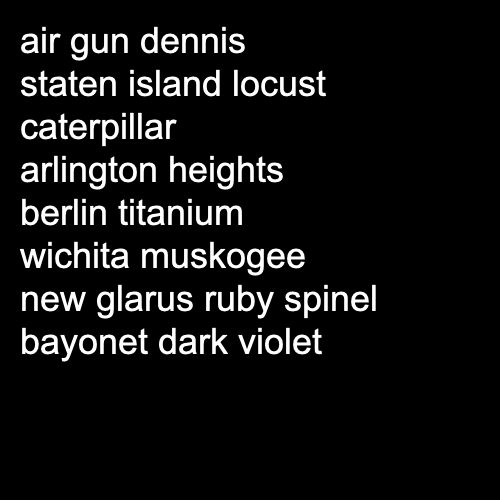 air gun dennis
staten island locust
caterpillar
arlington heights
berlin titanium
wichita muskogee
new glarus ruby spinel
bayonet dark violet